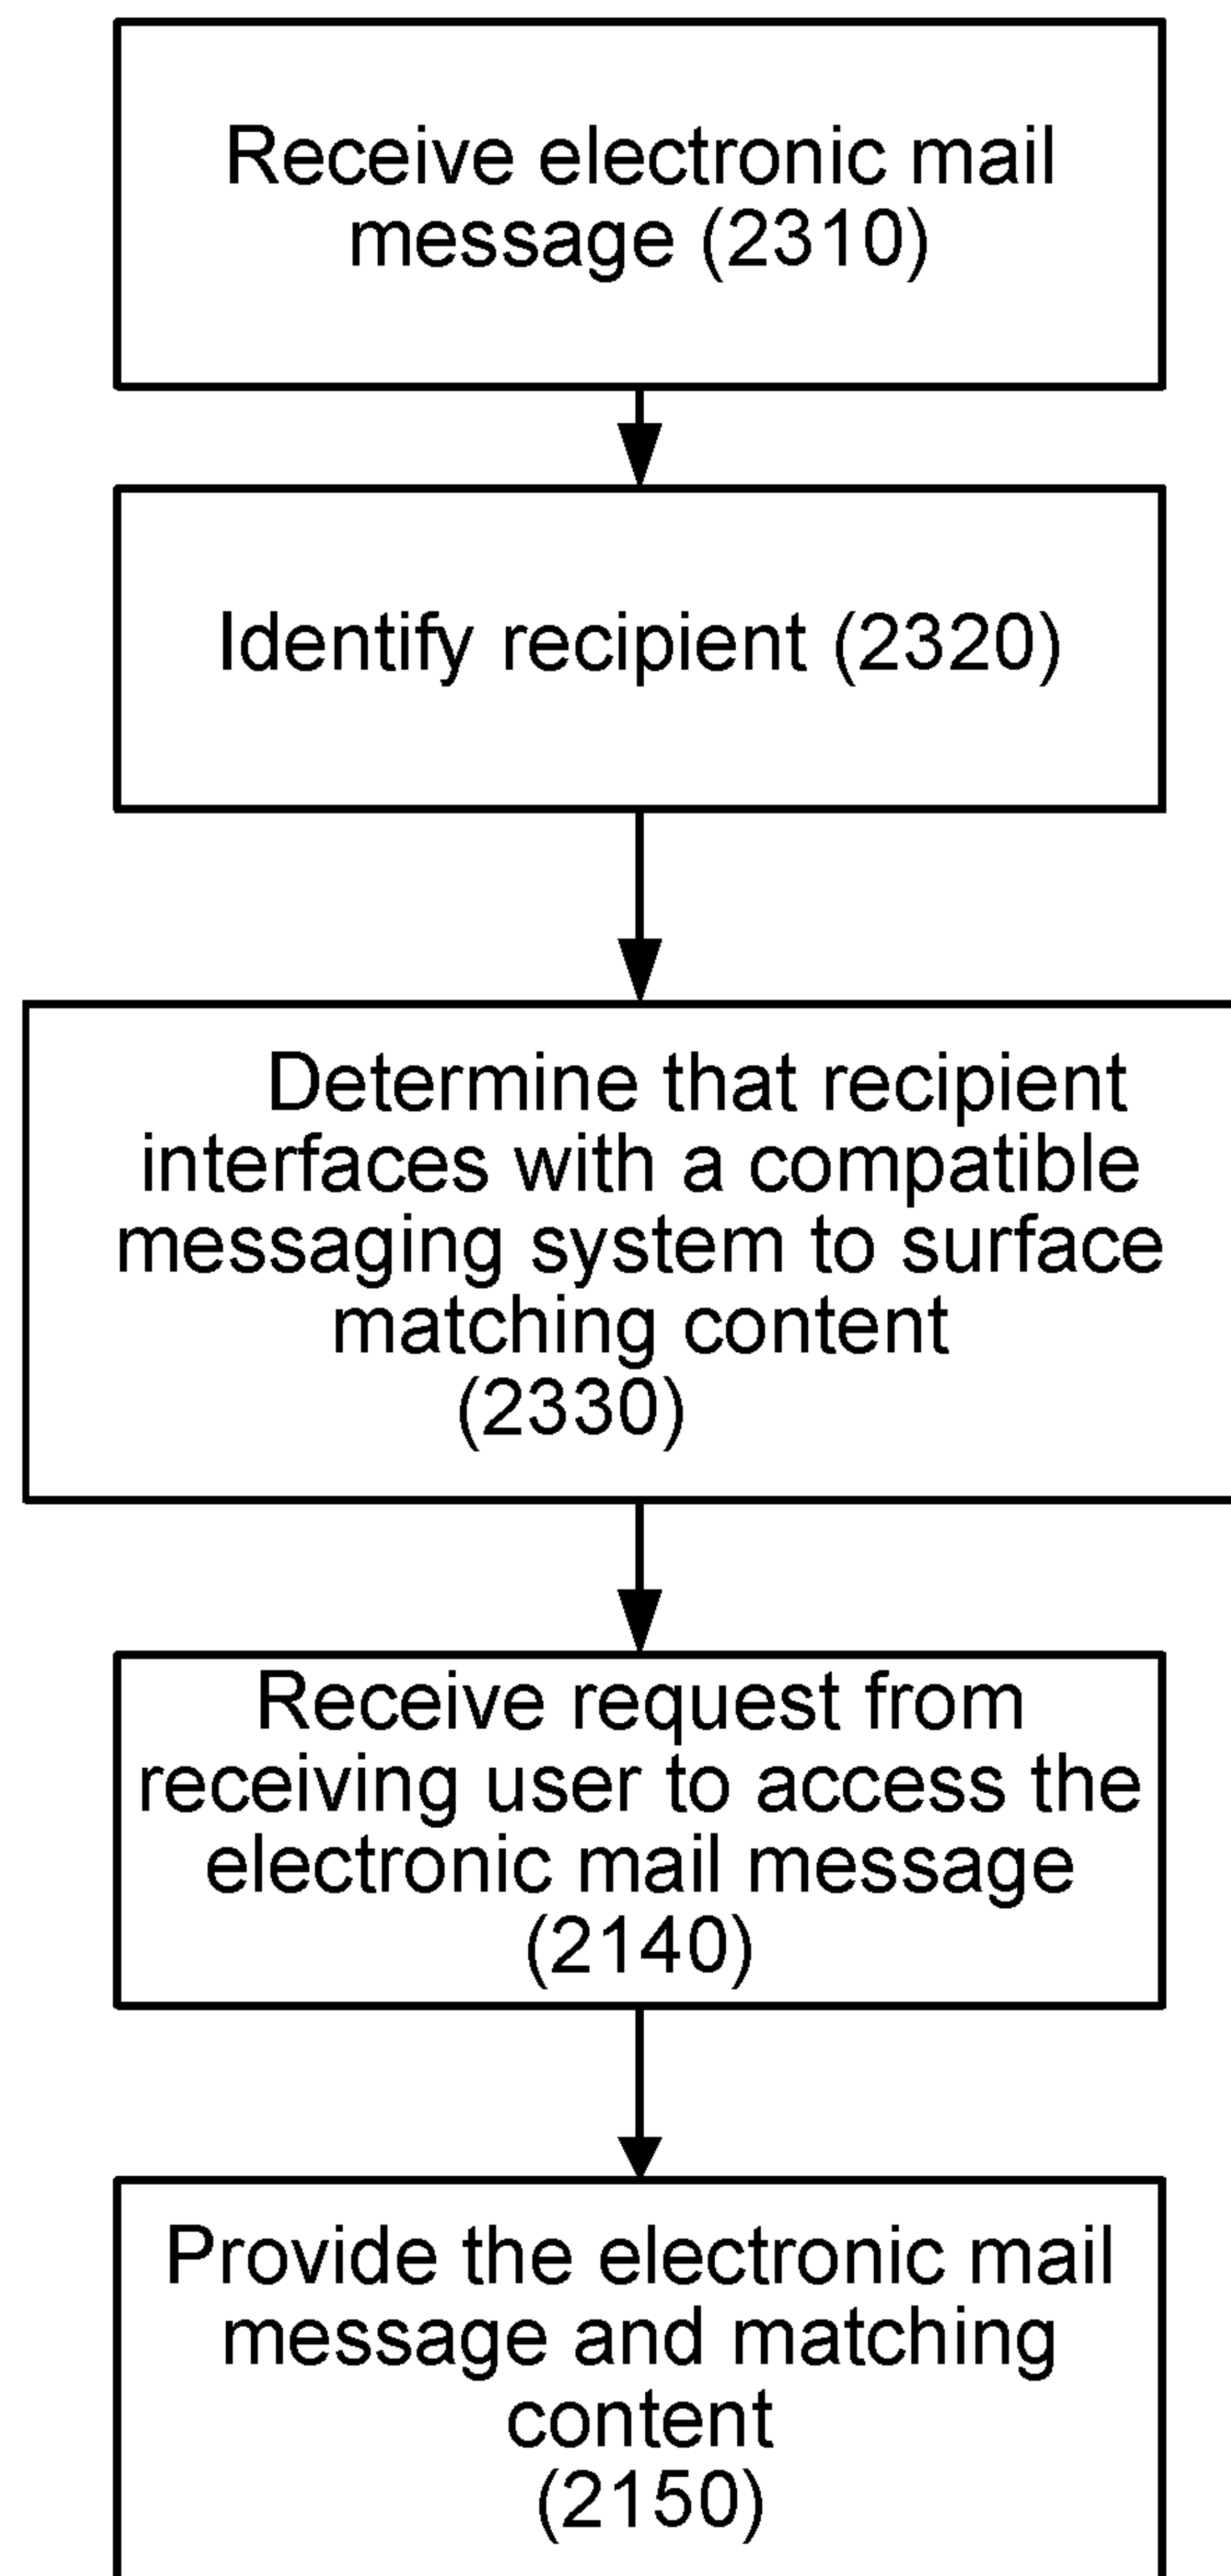 Receive electronic mail
message (2310)
Identify recipient (2320)
Determine that recipient
interfaces with a compatible
messaging system to surface
matching content
(2330)
Receive request from
receiving user to access the
electronic mail message
(2140)
Provide the electronic mail
message and matching
content
(2150)